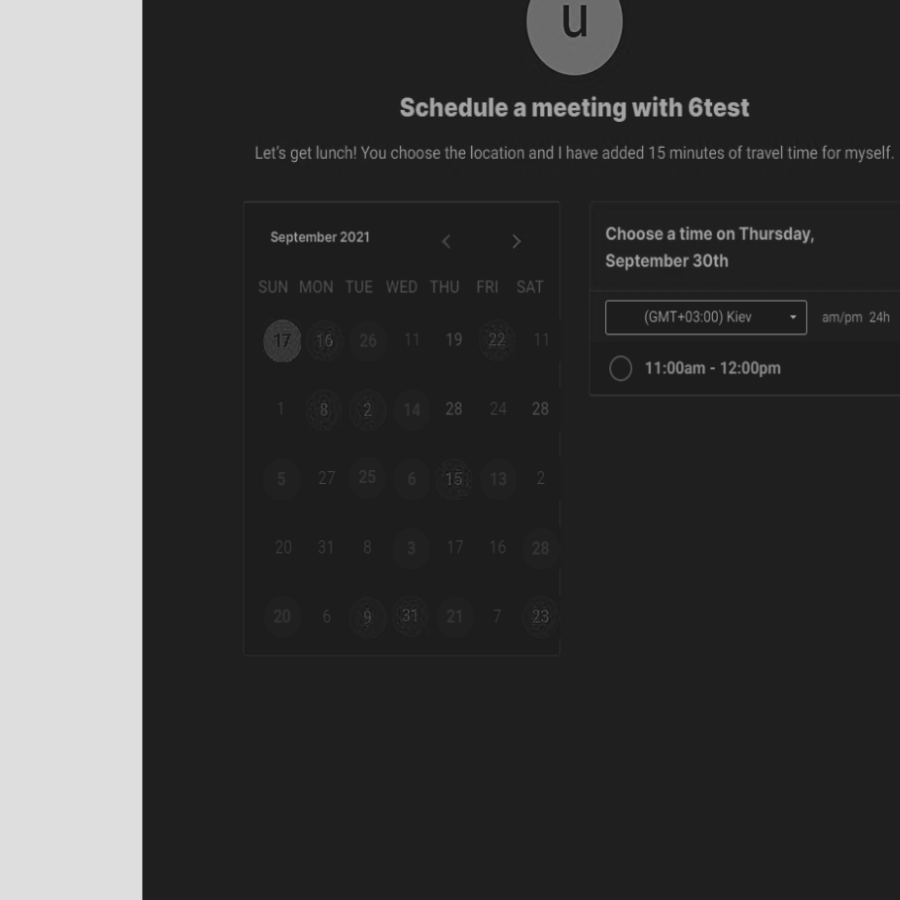 u
Schedule a meeting with 6test
Let's get lunch! You choose the location and I have added 15 minutes of travel time for myself.
September 2021
SUN MON TUE WED THU FRI SAT
17 16 26 11 19 22 11
1 8 2 14 28 24 28
5 27 25 6 15 13 2
20 31 8 3 17 16 28
20 6 9 31 21 7 23
Choose a time on Thursday,
September 30th
(GMT+03:00) Kiev am/pm 24h
11:00am - 12:00pm